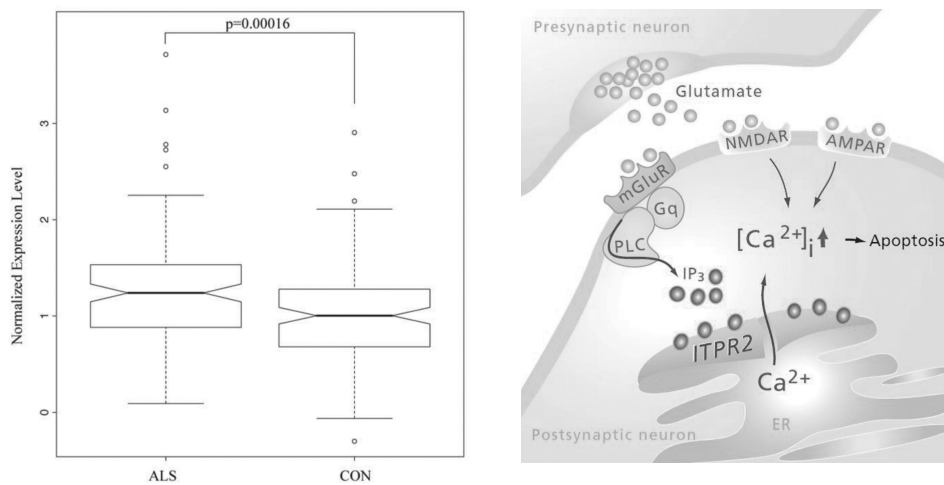 p=0.00016
Normalized Expression Level
3
2
1
0
ALS
CON
Presynaptic neuron
Glutamate
NMDAR
AMPAR
mGluR
Gq
PLC
[Ca2+]i
Apoptosis
IP3
ITPR2
Ca2+
ER
Postsynaptic neuron